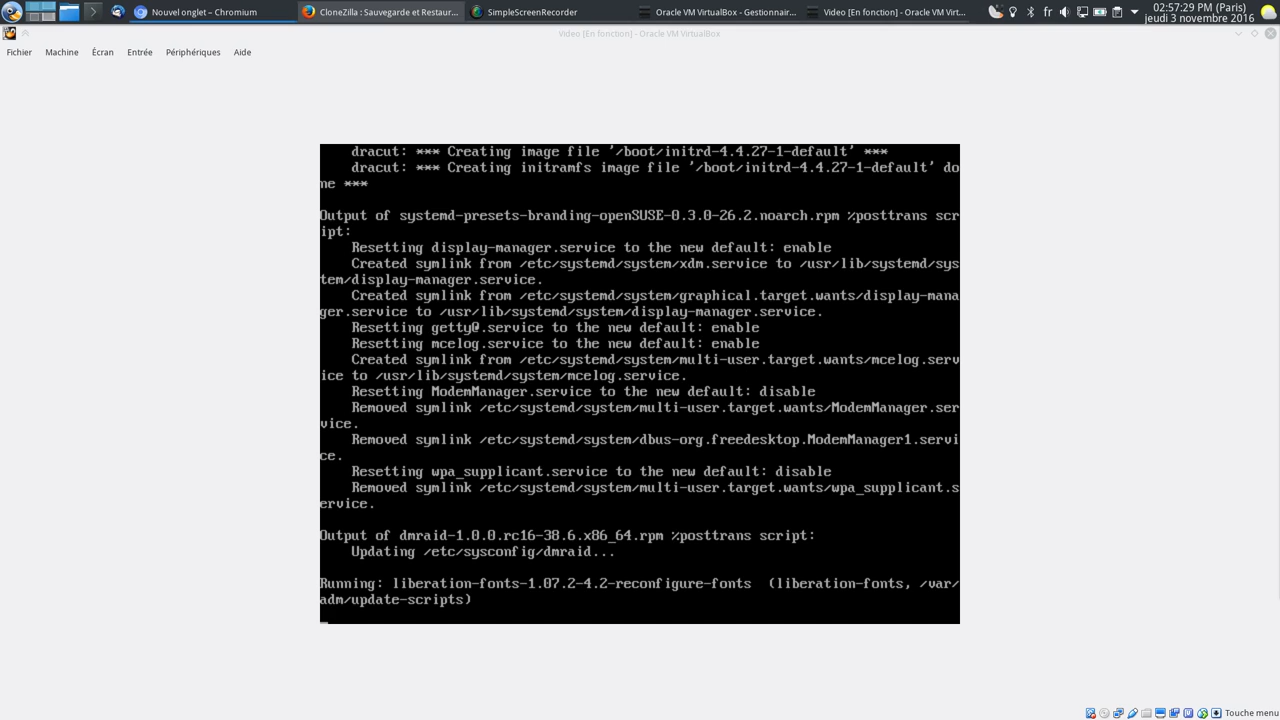 Nouvel onglet – Chromium
CloneZilla : Sauvegarde et Restaur...
SimpleScreenRecorder
Oracle VM VirtualBox - Gestionnair...
Video [En fonction] - Oracle VM Virt...
fr
02:57:29 PM (Paris)
jeudi 3 novembre 2016
Video [En fonction] - Oracle VM VirtualBox
Fichier Machine Écran Entrée Périphériques Aide
dracut: *** Creating image file '/boot/initrd-4.4.27-1-default' ***
dracut: *** Creating initramfs image file '/boot/initrd-4.4.27-1-default' do
ne ***
Output of systemd-presets-branding-openSUSE-0.3.0-26.2.noarch.rpm %posttrans scr
ipt:
Resetting display-manager.service to the new default: enable
Created symlink from /etc/systemd/system/xdm.service to /usr/lib/systemd/sys
tem/display-manager.service.
Created symlink from /etc/systemd/system/graphical.target.wants/display-mana
ger.service to /usr/lib/systemd/system/display-manager.service.
Resetting getty@.service to the new default: enable
Resetting mcelog.service to the new default: enable
Created symlink from /etc/systemd/system/multi-user.target.wants/mcelog.serv
ice to /usr/lib/systemd/system/mcelog.service.
Resetting ModemManager.service to the new default: disable
Removed symlink /etc/systemd/system/multi-user.target.wants/ModemManager.ser
vice.
Removed symlink /etc/systemd/system/dbus-org.freedesktop.ModemManager1.servi
ce.
Resetting wpa_supplicant.service to the new default: disable
Removed symlink /etc/systemd/system/multi-user.target.wants/wpa_supplicant.s
ervice.
Output of dmraid-1.0.0.rc16-38.6.x86_64.rpm %posttrans script:
Updating /etc/sysconfig/dmraid...
Running: liberation-fonts-1.07.2-4.2-reconfigure-fonts (liberation-fonts, /var/
adm/update-scripts)
Touche menu